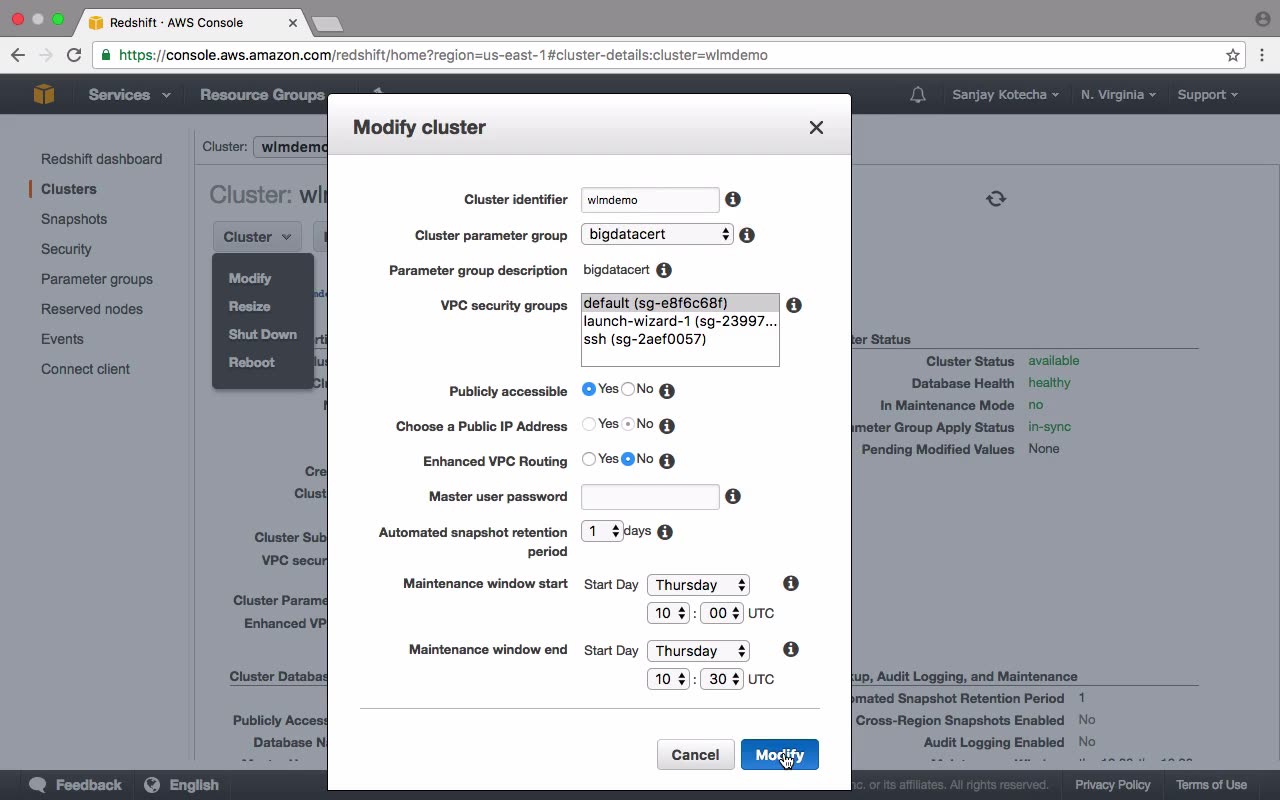 Redshift · AWS Console
https://console.aws.amazon.com/redshift/home?region=us-east-1#cluster-details:cluster=wlmdemo
Services
Resource Groups
Sanjay Kotecha
N. Virginia
Support
Redshift dashboard
Clusters
Snapshots
Security
Parameter groups
Reserved nodes
Events
Connect client
Cluster: wlmdemo
Cluster: wl
Cluster
Modify
Resize
Shut Down
Reboot
Cre
Clust
Cluster Sub
VPC secur
Cluster Parame
Enhanced VP
Cluster Databas
Publicly Access
Database Na
Modify cluster
Cluster identifier wlmdemo
Cluster parameter group bigdatacert
Parameter group description bigdatacert
VPC security groups default (sg-e8f6c68f)
launch-wizard-1 (sg-23997...
ssh (sg-2aef0057)
Publicly accessible Yes No
Choose a Public IP Address Yes No
Enhanced VPC Routing Yes No
Master user password
Automated snapshot retention 1 days
period
Maintenance window start Start Day Thursday
10 : 00 UTC
Maintenance window end Start Day Thursday
10 : 30 UTC
Cancel Modify
ter Status
Cluster Status available
Database Health healthy
In Maintenance Mode no
ameter Group Apply Status in-sync
Pending Modified Values None
kup, Audit Logging, and Maintenance
omated Snapshot Retention Period 1
Cross-Region Snapshots Enabled No
Audit Logging Enabled No
Feedback English
nc. or its affiliates. All rights reserved. Privacy Policy Terms of Use